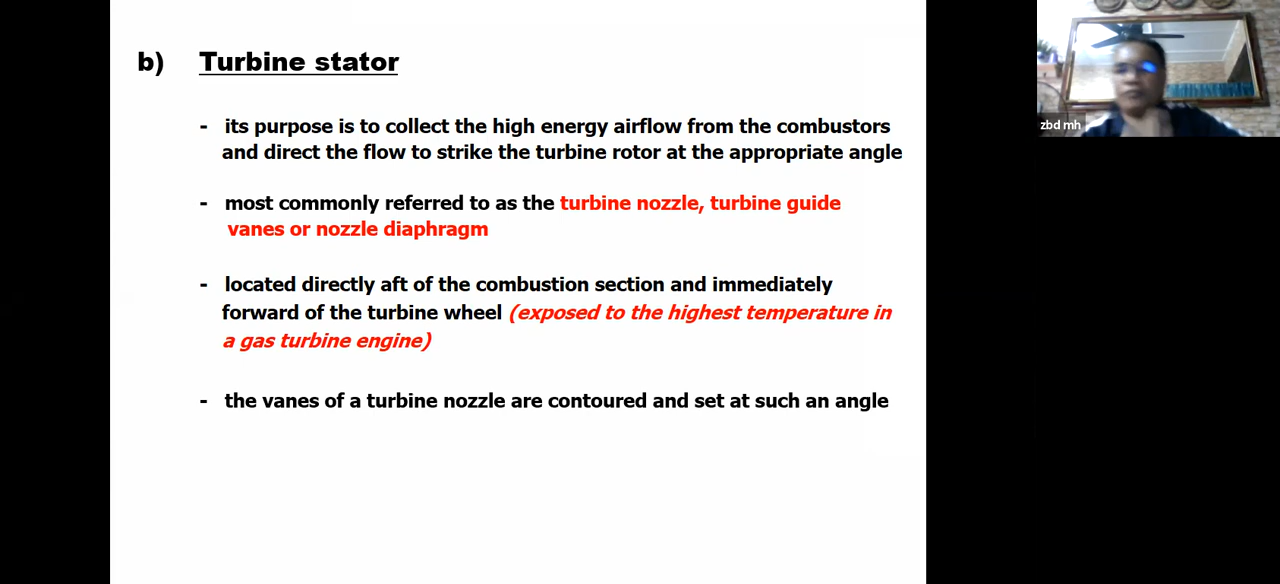 b) Turbine stator
- its purpose is to collect the high energy airflow from the combustors
and direct the flow to strike the turbine rotor at the appropriate angle
- most commonly referred to as the turbine nozzle, turbine guide
vanes or nozzle diaphragm
- located directly aft of the combustion section and immediately
forward of the turbine wheel (exposed to the highest temperature in
a gas turbine engine)
- the vanes of a turbine nozzle are contoured and set at such an angle
zbd mh